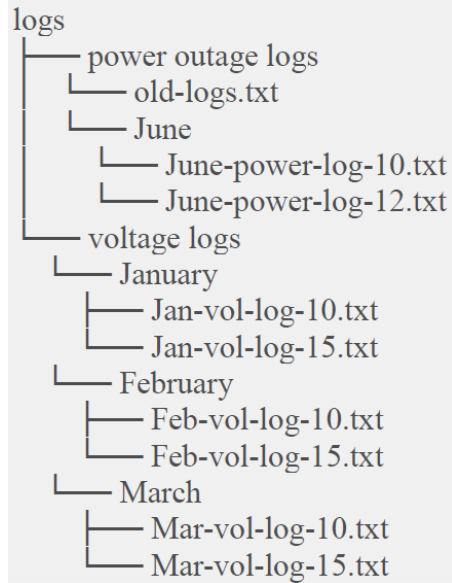 logs
power outage logs
old-logs.txt
June
June-power-log-10.txt
June-power-log-12.txt
voltage logs
January
Jan-vol-log-10.txt
Jan-vol-log-15.txt
February
Feb-vol-log-10.txt
Feb-vol-log-15.txt
March
Mar-vol-log-10.txt
Mar-vol-log-15.txt